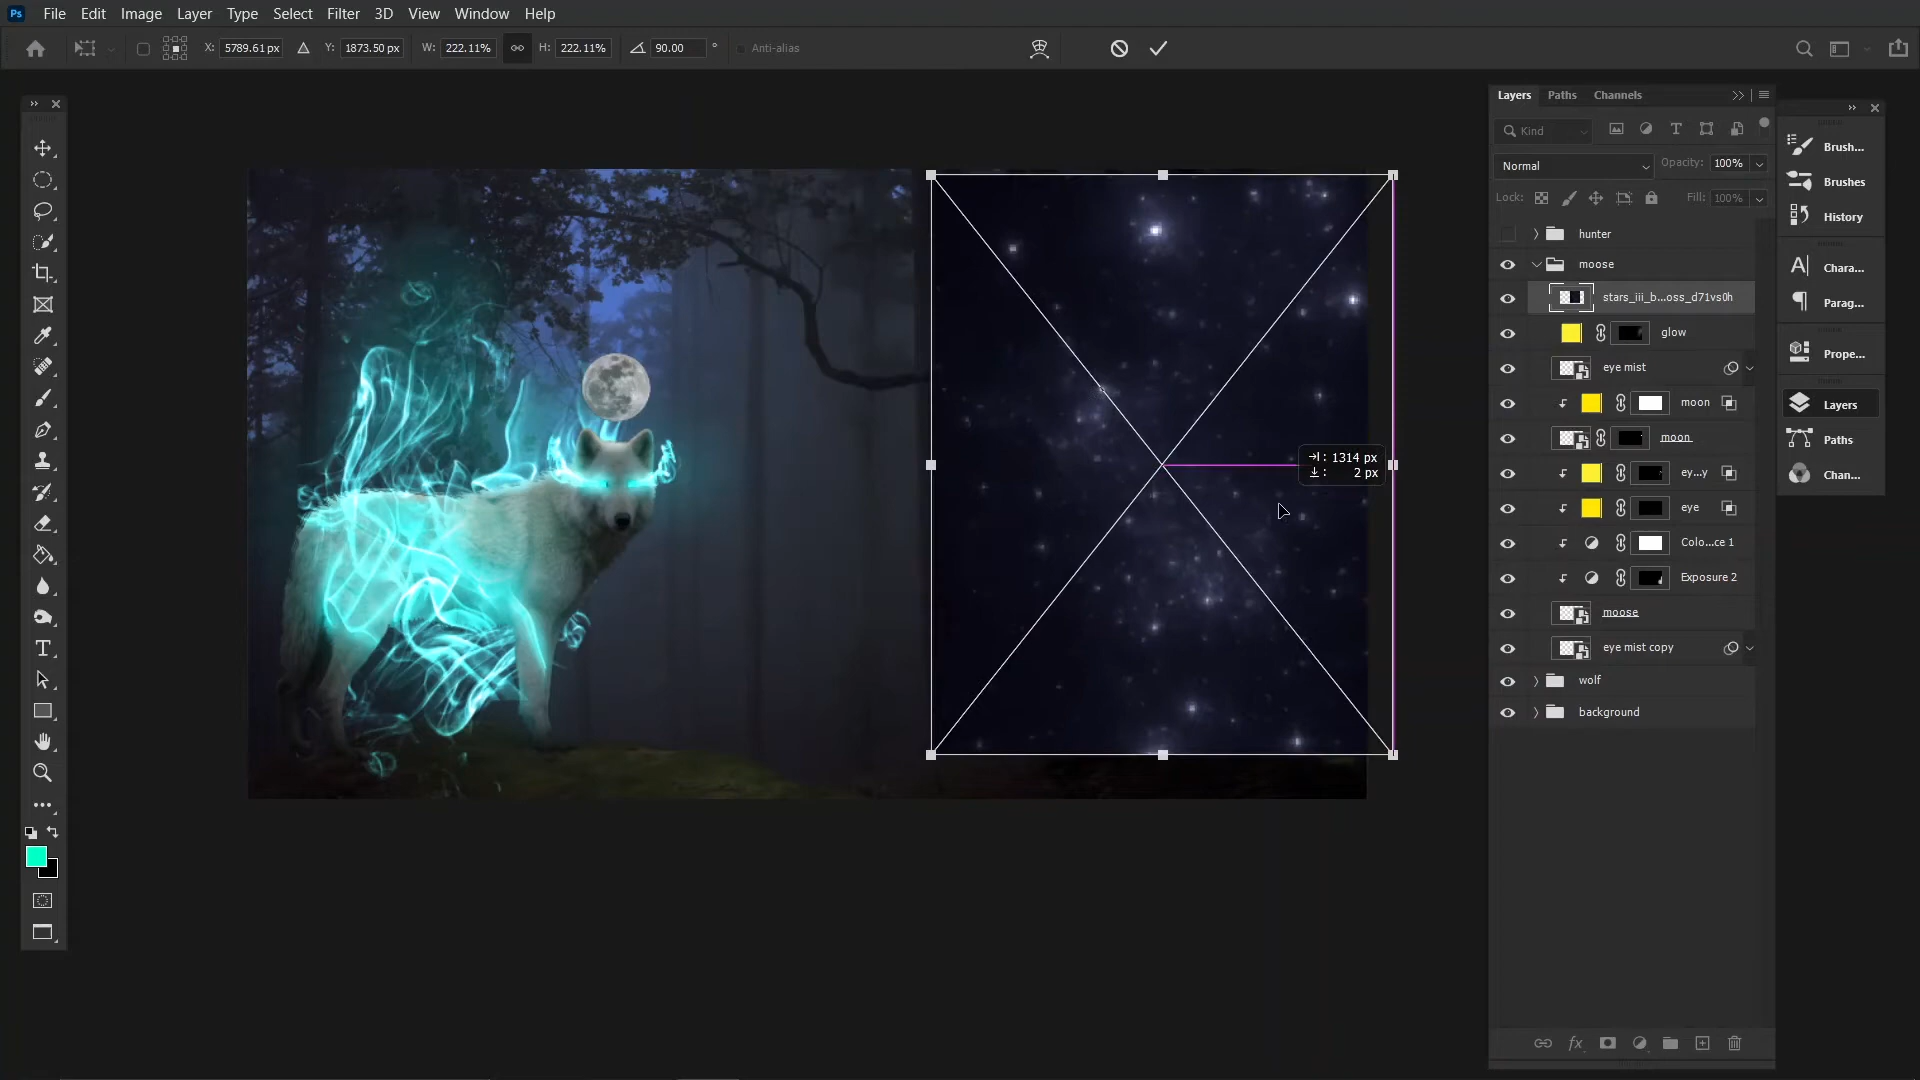 Ps File Edit Image Layer Type Select Filter 3D View Window Help
X: 5789.61 px Y: 1873.50 px W: 222.11% H: 222.11% 90.00 ° Anti-alias
Layers Paths Channels
Kind
Normal Opacity: 100%
Lock: Fill: 100%
hunter
moose
stars_iii_b...oss_d71vs0h
glow
eye mist
moon
moon
ey...y
eye
Colo...ce 1
Exposure 2
moose
eye mist copy
wolf
background
fx
Brush...
Brushes
History
Chara...
Parag...
Prope...
Layers
Paths
Chan...
: 1314 px
: 2 px